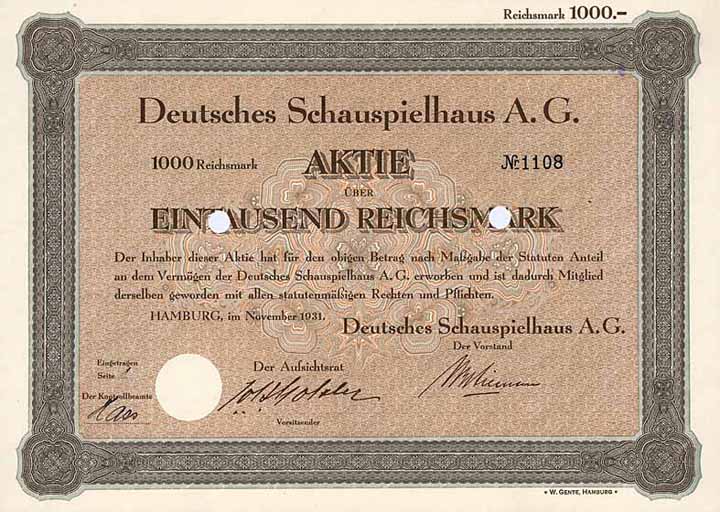 Reichsmark 1000.-
Deutsches Schauspielhaus A. G.
1000 Reichsmark AKTIE № 1108
ÜBER
EINTAUSEND REICHSMARK
Der Inhaber dieser Aktie hat für den obigen Betrag nach Maßgabe der Statuten Anteil
an dem Vermögen der Deutsches Schauspielhaus A. G. erworben und ist dadurch Mitglied
derselben geworden mit allen statutenmäßigen Rechten und Pflichten.
HAMBURG, im November 1931.
Deutsches Schauspielhaus A. G.
Der Vorstand
Eingetragen
Seite
Der Aufsichtsrat
Der Kontrollbeamte
Vorsitzender
* W. GENTE, HAMBURG *